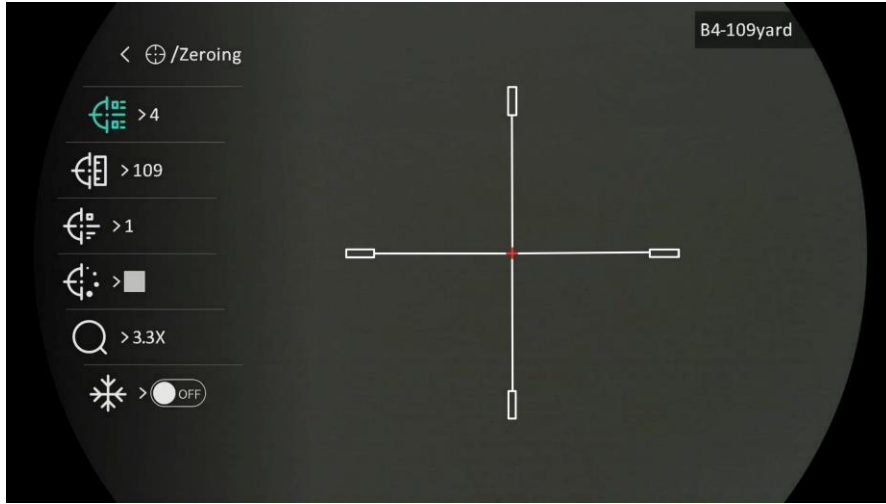 B4-109yard
< /Zeroing
>4
>109
>1
>
>3.3X
> OFF